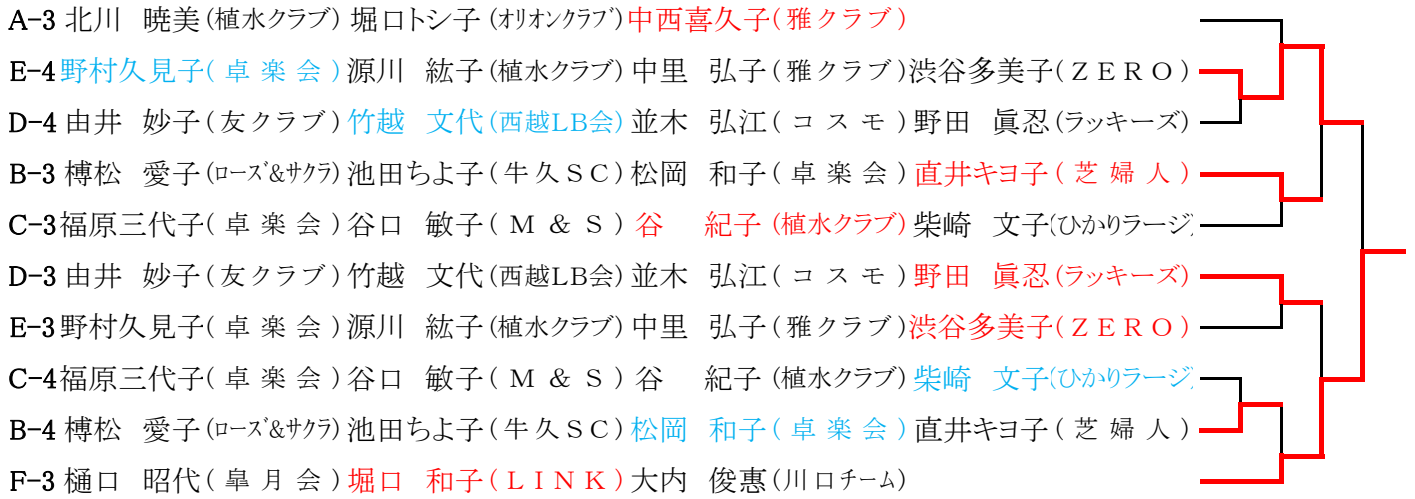 A-3 北川　暁美(植水クラブ) 堀口トシ子(オリオンクラブ) 中西喜久子(雅クラブ)
E-4 野村久見子(卓楽会) 源川　紘子(植水クラブ) 中里　弘子(雅クラブ) 渋谷多美子(ＺＥＲＯ)
D-4 由井　妙子(友クラブ) 竹越　文代(西越LB会) 並木　弘江(コスモ) 野田　眞忍(ラッキーズ)
B-3 榑松　愛子(ローズ&サクラ) 池田ちよ子(牛久ＳＣ) 松岡　和子(卓楽会) 直井キヨ子(芝婦人)
C-3 福原三代子(卓楽会) 谷口　敏子(Ｍ＆Ｓ) 谷　　紀子(植水クラブ) 柴崎　文子(ひかりラージ)
D-3 由井　妙子(友クラブ) 竹越　文代(西越LB会) 並木　弘江(コスモ) 野田　眞忍(ラッキーズ)
E-3 野村久見子(卓楽会) 源川　紘子(植水クラブ) 中里　弘子(雅クラブ) 渋谷多美子(ＺＥＲＯ)
C-4 福原三代子(卓楽会) 谷口　敏子(Ｍ＆Ｓ) 谷　　紀子(植水クラブ) 柴崎　文子(ひかりラージ)
B-4 榑松　愛子(ローズ&サクラ) 池田ちよ子(牛久ＳＣ) 松岡　和子(卓楽会) 直井キヨ子(芝婦人)
F-3 樋口　昭代(皐月会) 堀口　和子(ＬＩＮＫ) 大内　俊惠(川口チーム)